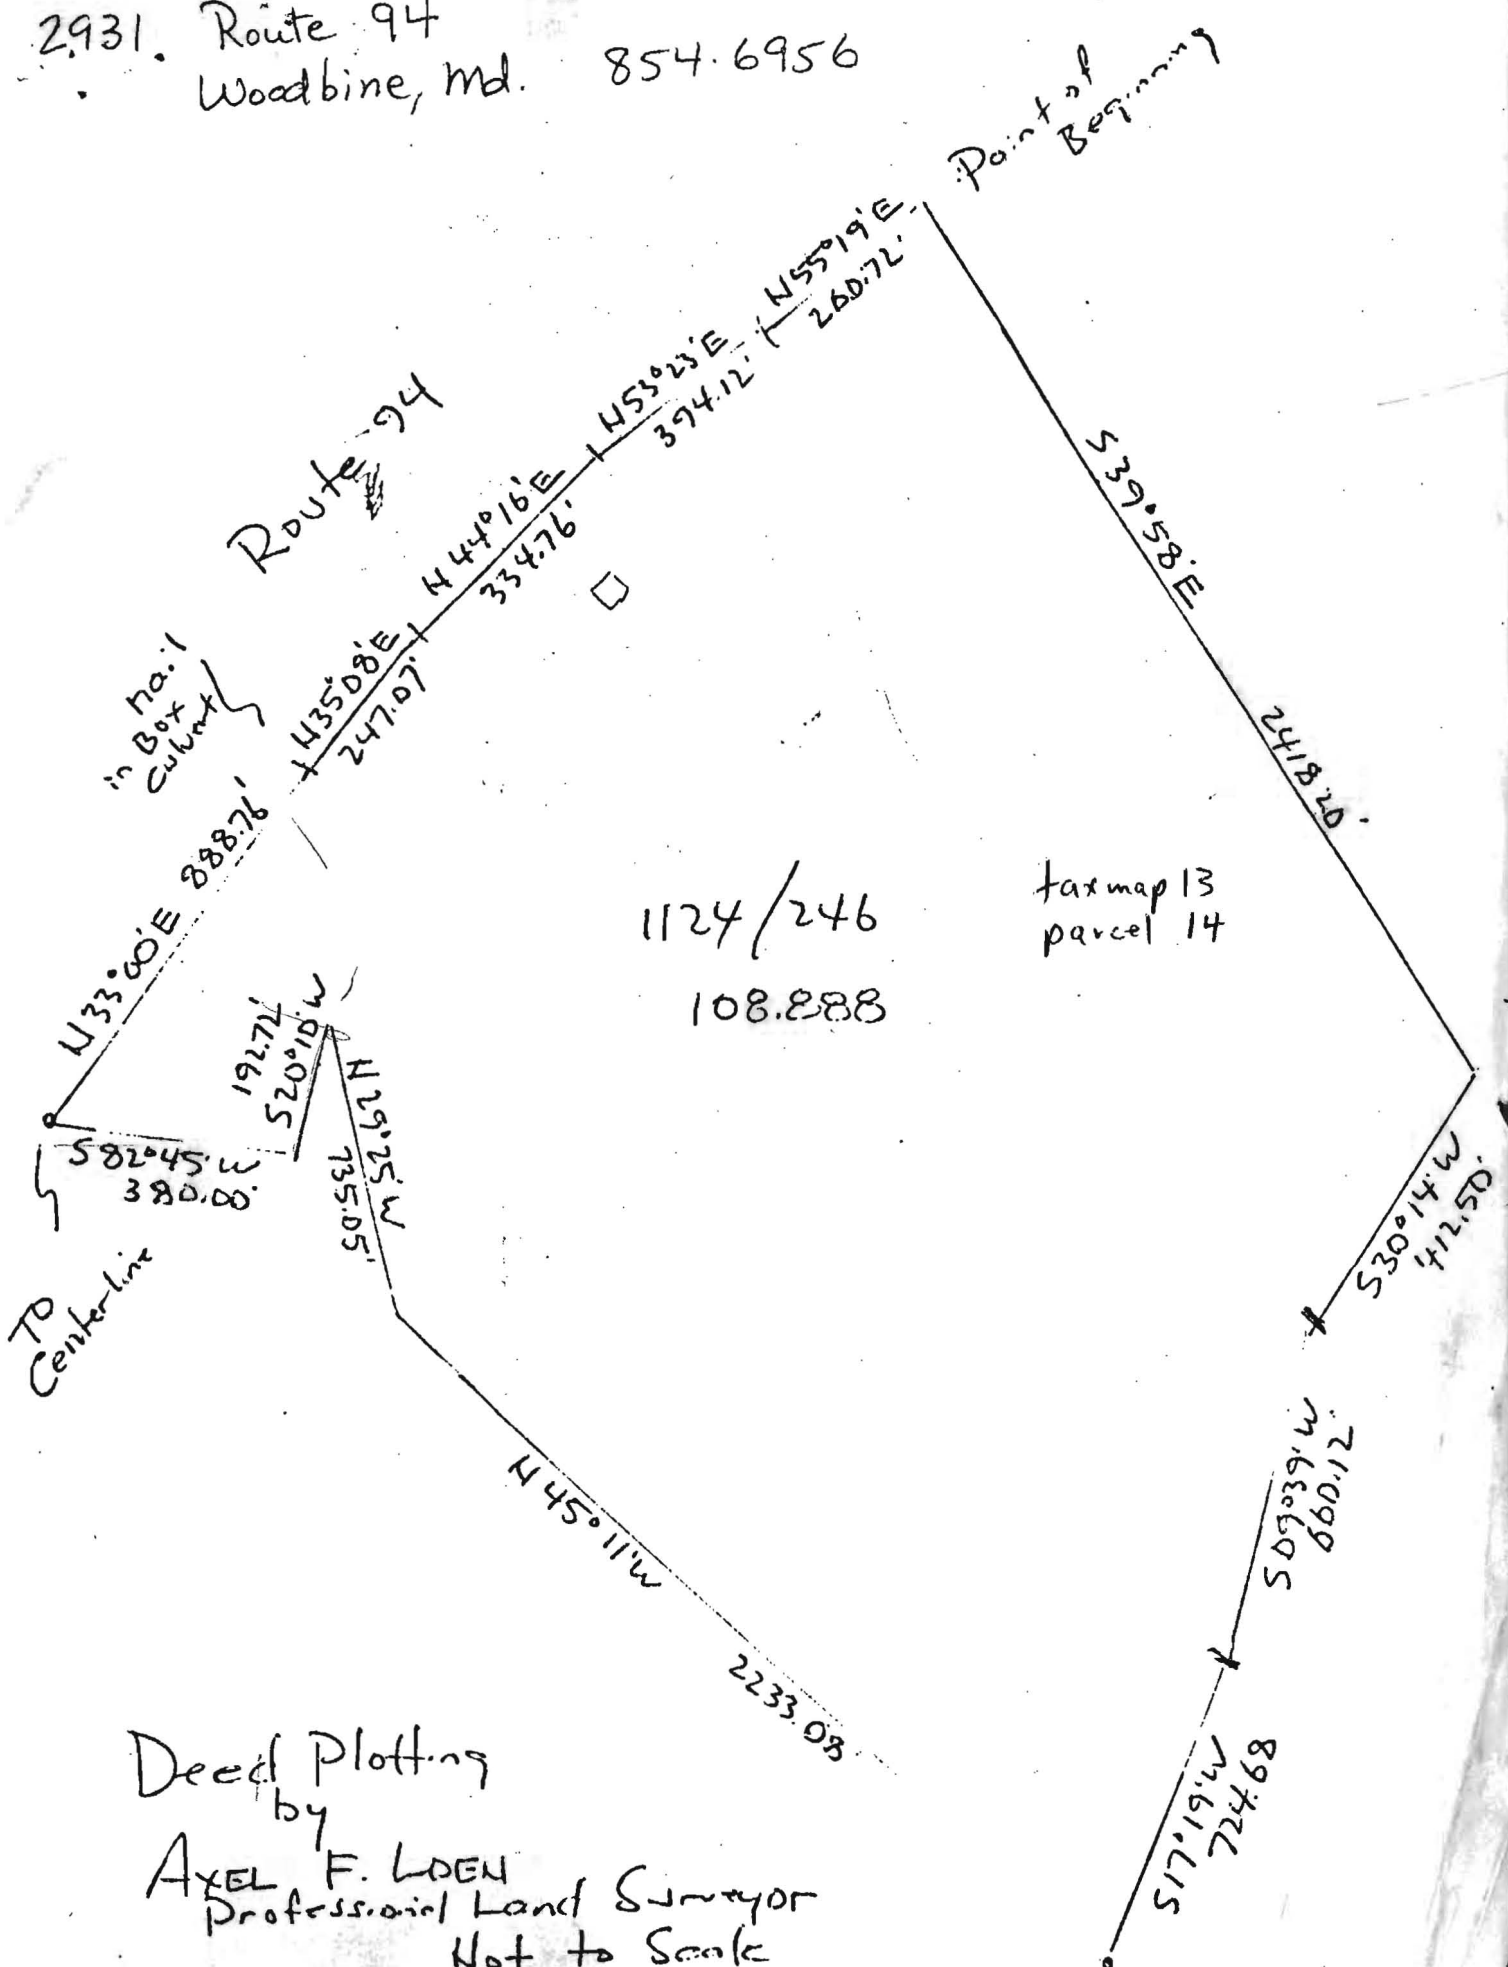 2931. Route 94
Woodbine, Md. 854.6956
Point of
Beginning
N55°19'E
260.72'
N53°23'E
394.12'
Route 94
N44°16'E
334.76'
N35°08'E
247.07'
nail
in Box
Culvert
N33°00'E 888.76'
S39°58'E
2418.20'
1124/246
108.888
taxmap 13
parcel 14
192.72'
S20°10'W
N29°25'W
735.05'
S82°45'W
380.00'
To
Centerline
S30°14'W
412.50'
S09°39'W
660.12
N45°11'W
2233.08
S17°19'W
724.68
Deed Plotting
by
AXEL F. LOEN
Professional Land Surveyor
Not to Scale